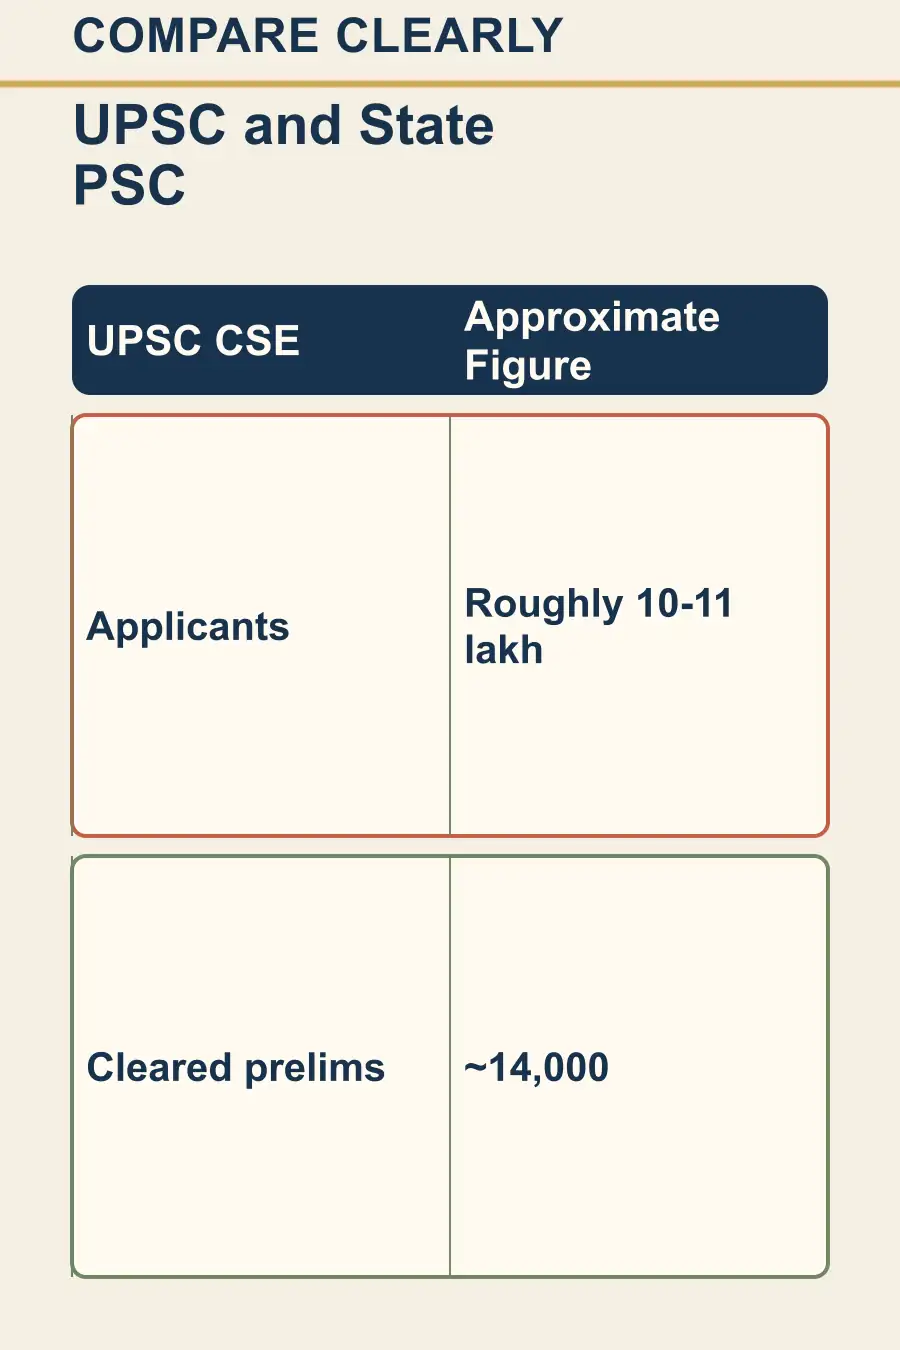 COMPARE CLEARLY
UPSC and State
PSC
UPSC CSE
Approximate
Figure
Applicants
Roughly 10-11
lakh
Cleared prelims
~14,000